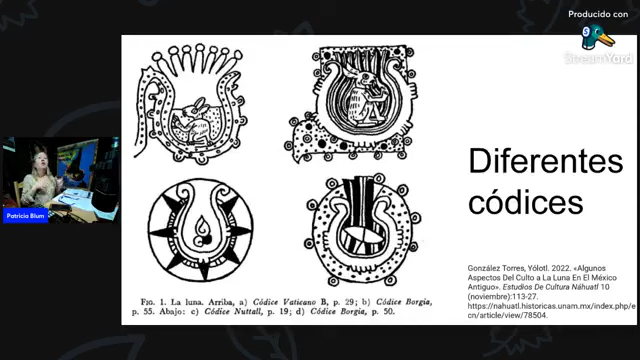 Producido con
StreamYard
Diferentes
códices
Patricia Blum
González Torres, Yólotl. 2022. «Algunos
Aspectos Del Culto a La Luna En El México
Antiguo». Estudios De Cultura Náhuatl 10
(noviembre):113-27.
https://nahuatl.historicas.unam.mx/index.php/e
cn/article/view/78504.
FIG. 1. La luna. Arriba, a) Códice Vaticano B, p. 29; b) Códice Borgia,
p. 55. Abajo: c) Códice Nuttall, p. 19; d) Códice Borgia, p. 50.